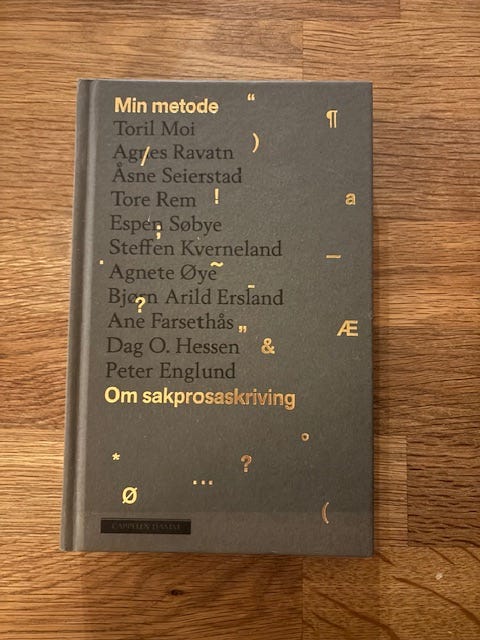 Min metode “ ¶
Toril Moi
Agnes Ravatn / )
Åsne Seierstad
Tore Rem ! a
Espen Søbye ;
Steffen Kverneland —
Agnete Øye . ~
Bjørn Arild Ersland -
? Ane Farsethås „ Æ
Dag O. Hessen &
Peter Englund
Om sakprosaskriving
°
* ?
...
Ø (
CAPPELEN DAMM